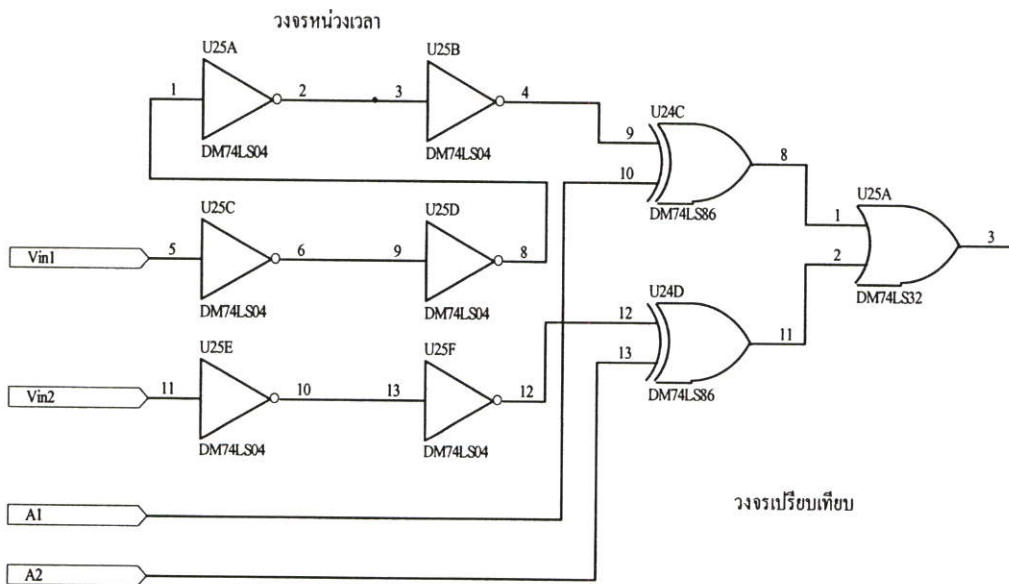 วงจรหน่วงเวลา
U25A
U25B
1
2
3
4
DM74LS04
DM74LS04
U24C
9
10
8
DM74LS86
U25A
1
2
3
DM74LS32
U25C
U25D
Vin1
5
6
9
8
DM74LS04
DM74LS04
U24D
12
13
11
DM74LS86
U25E
U25F
Vin2
11
10
13
12
DM74LS04
DM74LS04
วงจรเปรียบเทียบ
A1
A2